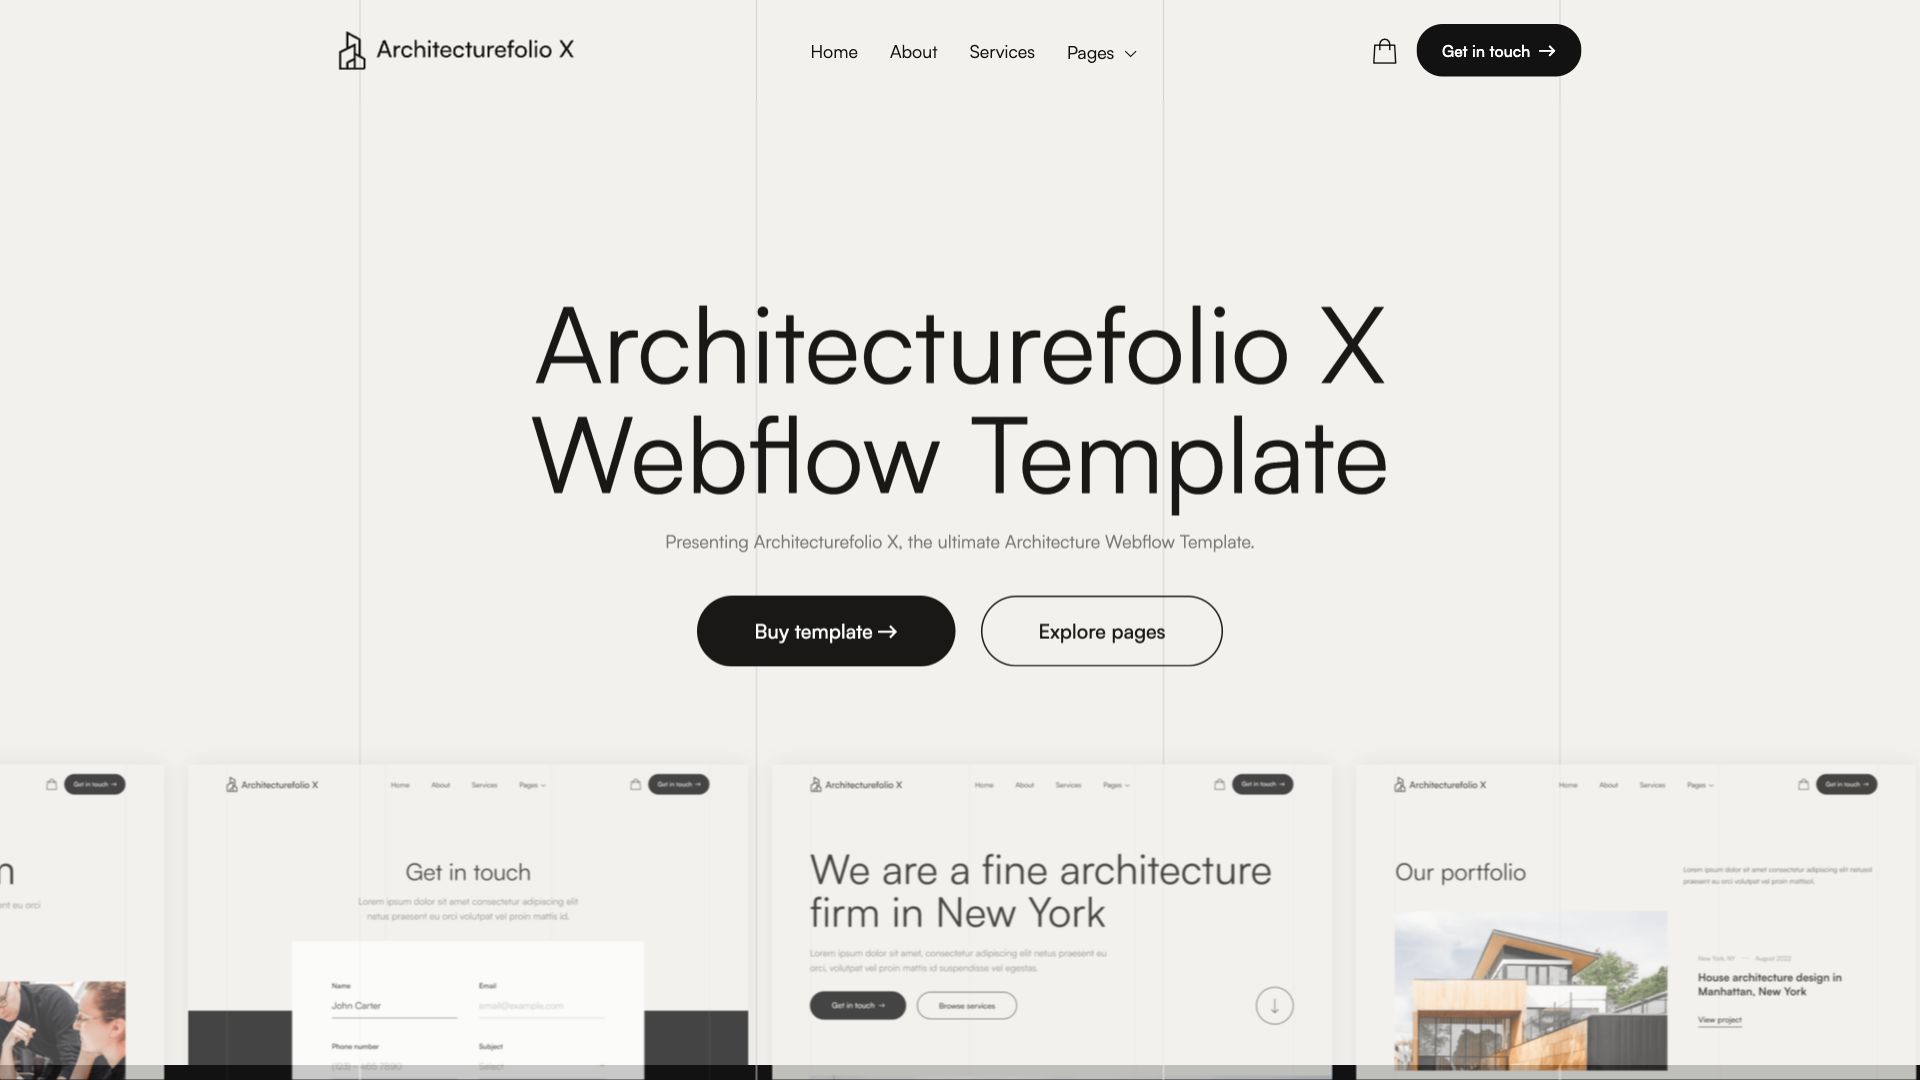 Architecturefolio X
Home About Services Pages
Get in touch →
Architecturefolio X
Webflow Template
Presenting Architecturefolio X, the ultimate Architecture Webflow Template.
Buy template →
Explore pages
Get in touch →
Architecturefolio X
Home About Services Pages
Get in touch →
Get in touch
Lorem ipsum dolor sit amet consectetur adipiscing elit
netus praesent eu orci volutpat vel proin mattis id.
Name
John Carter
Email
email@example.com
Phone number
(123) - 465 7890
Subject
Select
Architecturefolio X
Home About Services Pages
Get in touch →
We are a fine architecture
firm in New York
Lorem ipsum dolor sit amet, consectetur adipiscing elit netus praesent eu
orci, volutpat vel proin mattis id suspendisse vel egestas.
Get in touch →
Browse services
Architecturefolio X
Home About Services Pages
Get in touch →
Our portfolio
Lorem ipsum dolor sit amet consectetur adipiscing elit netusl
praesent eu orci volutpat vel proin mattisol.
New York, NY — August 2022
House architecture design in
Manhattan, New York
View project